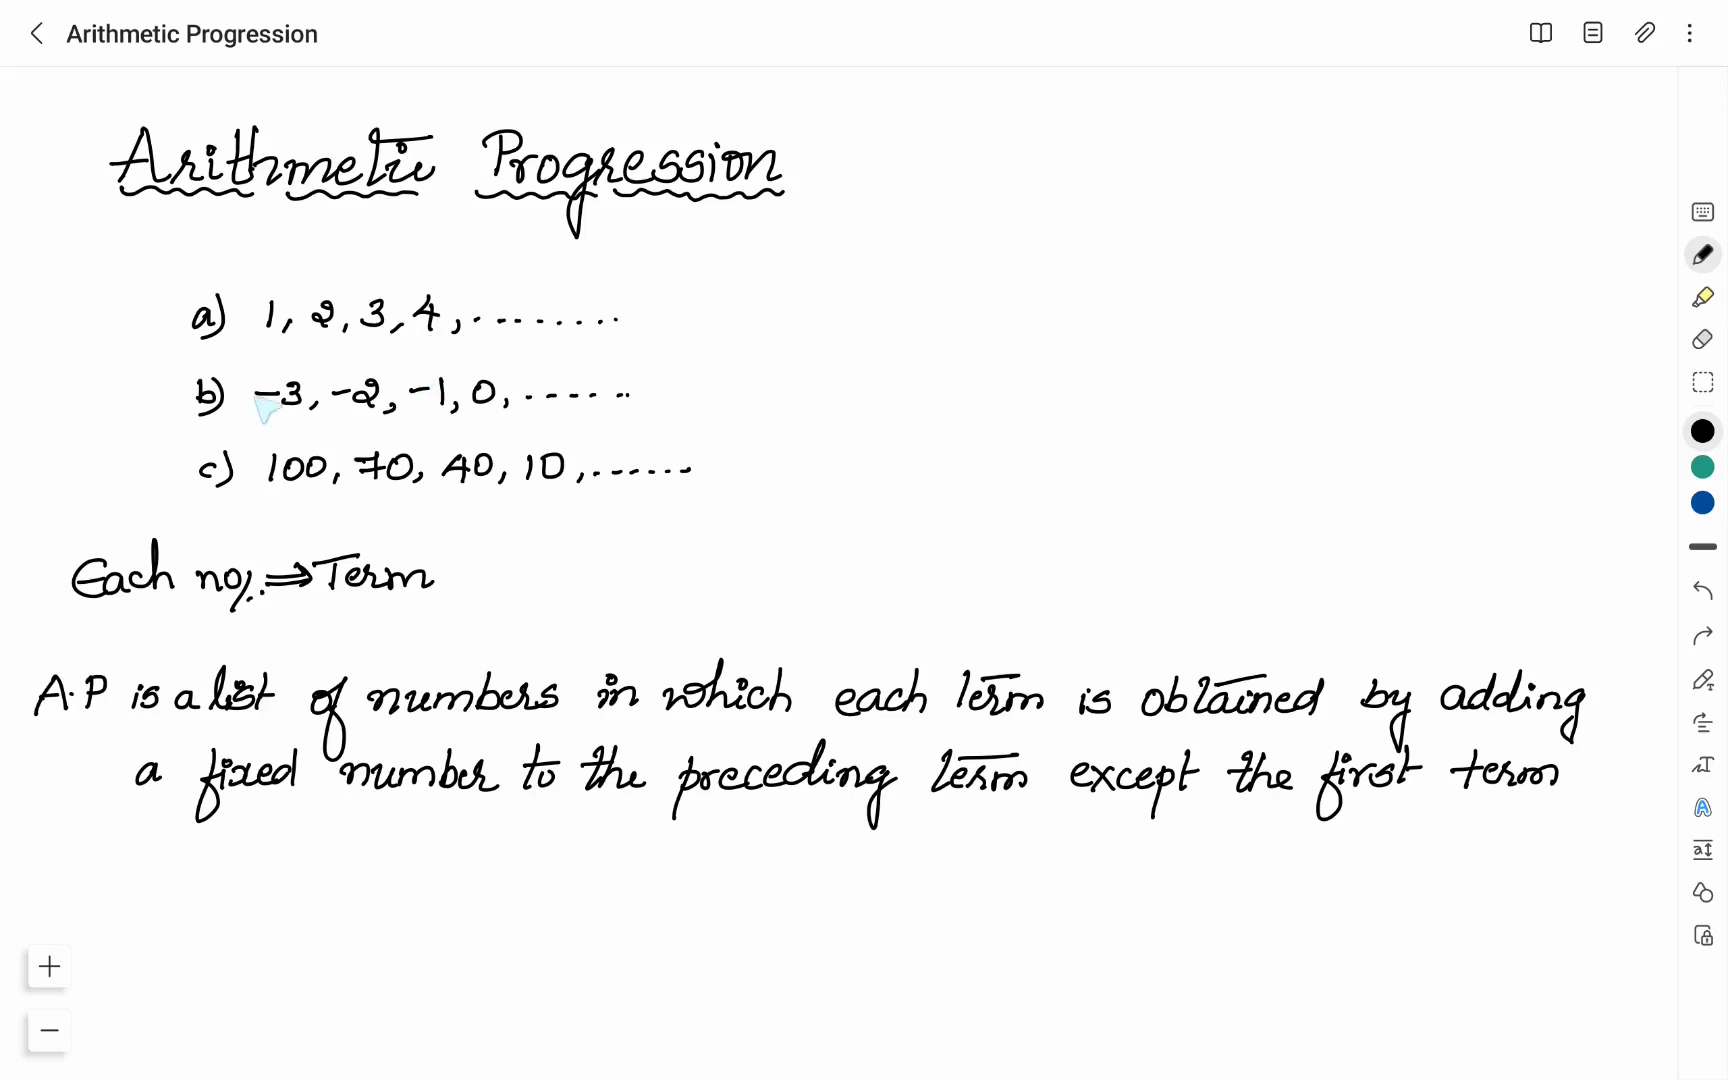 Arithmetic Progression
Arithmetic Progression
a) 1, 2, 3, 4, ........
b) -3, -2, -1, 0, ......
c) 100, 70, 40, 10, ......
Each no. ⇒ Term
A.P is a list of numbers in which each term is obtained by adding
a fixed number to the preceding term except the first term